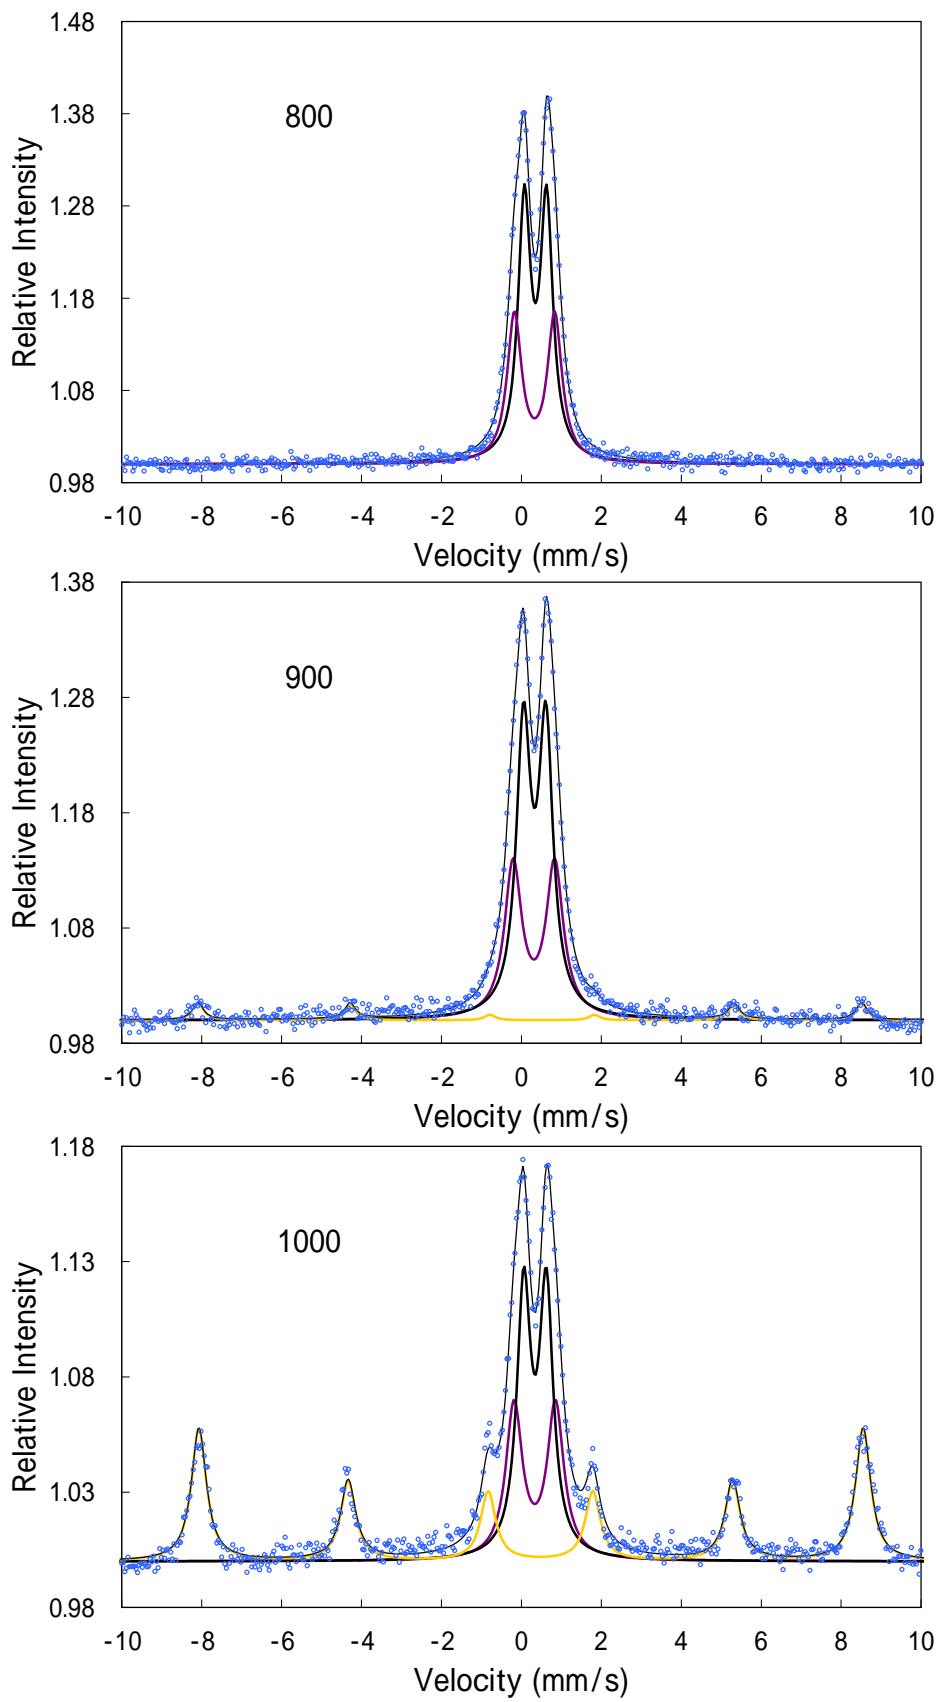 1.48
800
1.38
1.28
1.18
1.08
0.98
Relative Intensity
-10 -8 -6 -4 -2 0 2 4 6 8 10
Velocity (mm/s)
1.38
900
1.28
1.18
1.08
0.98
Relative Intensity
-10 -8 -6 -4 -2 0 2 4 6 8 10
Velocity (mm/s)
1.18
1000
1.13
1.08
1.03
0.98
Relative Intensity
-10 -8 -6 -4 -2 0 2 4 6 8 10
Velocity (mm/s)